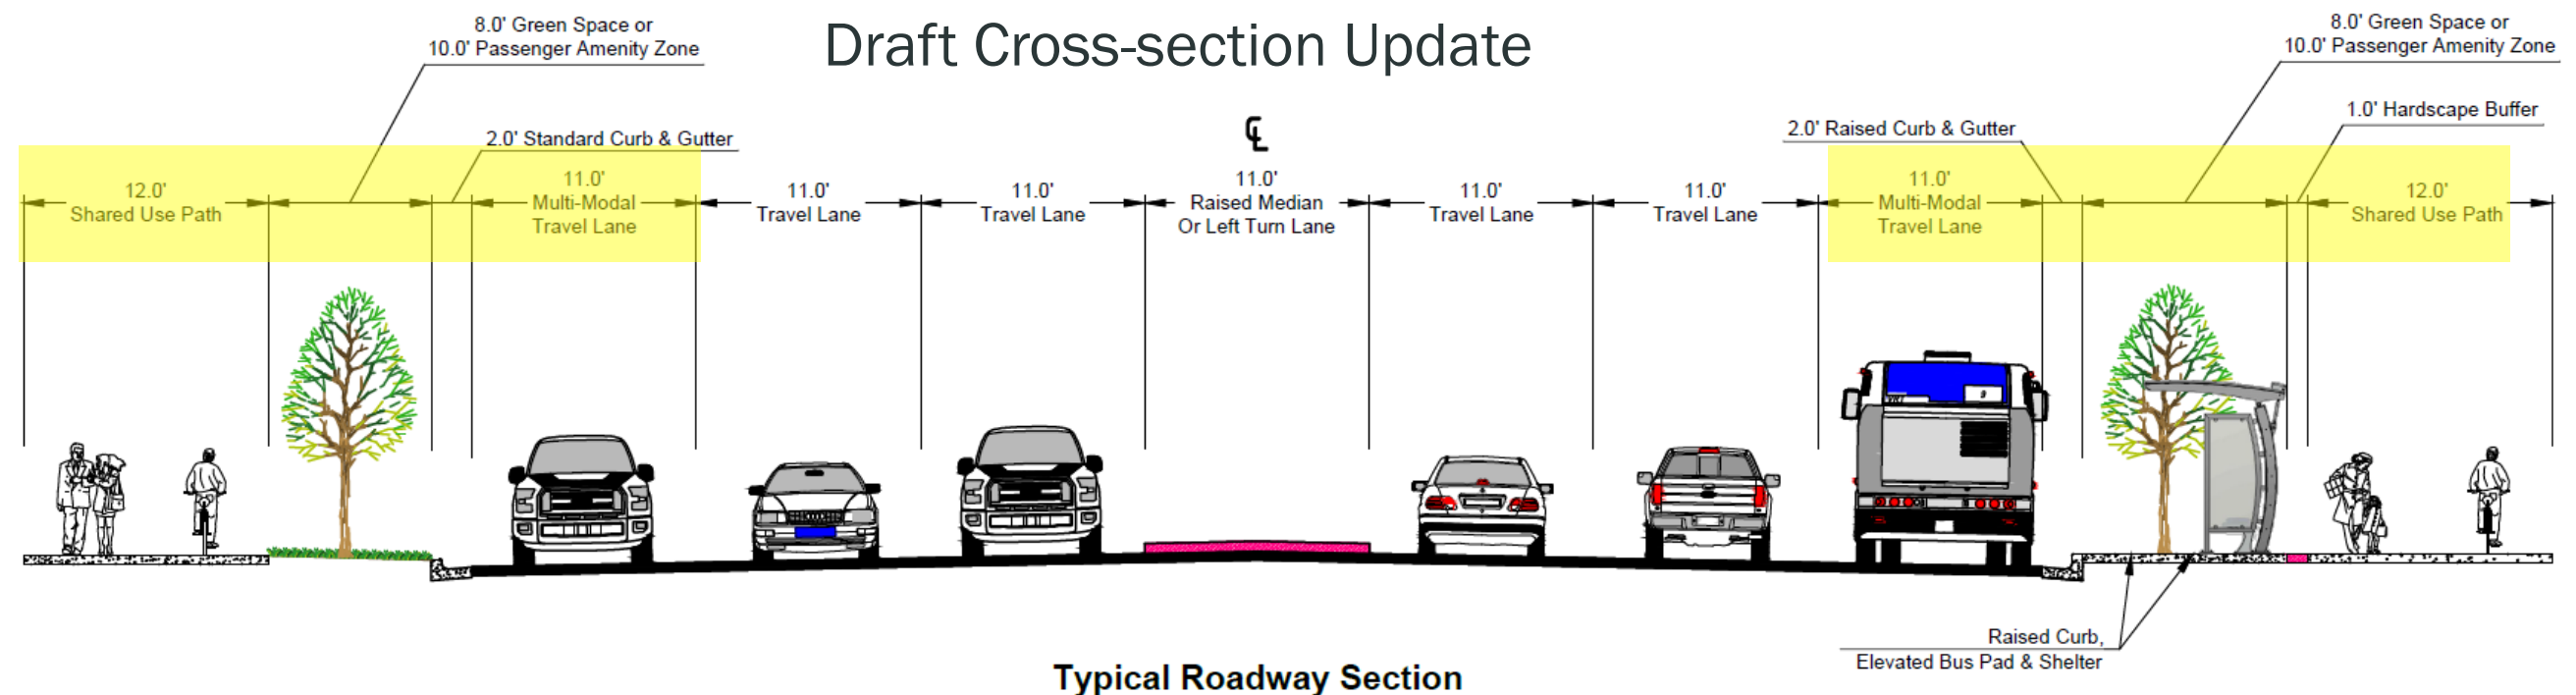 Draft Cross-section Update
8.0' Green Space or
10.0' Passenger Amenity Zone
2.0' Standard Curb & Gutter
8.0' Green Space or
10.0' Passenger Amenity Zone
1.0' Hardscape Buffer
2.0' Raised Curb & Gutter
12.0'
Shared Use Path
11.0'
Multi-Modal
Travel Lane
11.0'
Travel Lane
11.0'
Travel Lane
11.0'
Raised Median
Or Left Turn Lane
11.0'
Travel Lane
11.0'
Travel Lane
11.0'
Multi-Modal
Travel Lane
12.0'
Shared Use Path
Raised Curb,
Elevated Bus Pad & Shelter
Typical Roadway Section